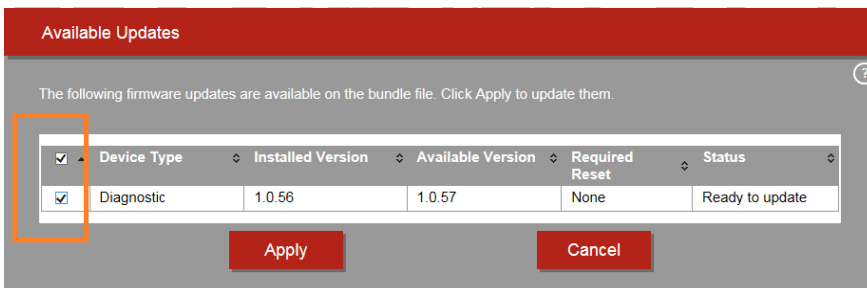 Available Updates
?
The following firmware updates are available on the bundle file. Click Apply to update them.
Device Type Installed Version Available Version Required Reset Status
Diagnostic 1.0.56 1.0.57 None Ready to update
Apply Cancel